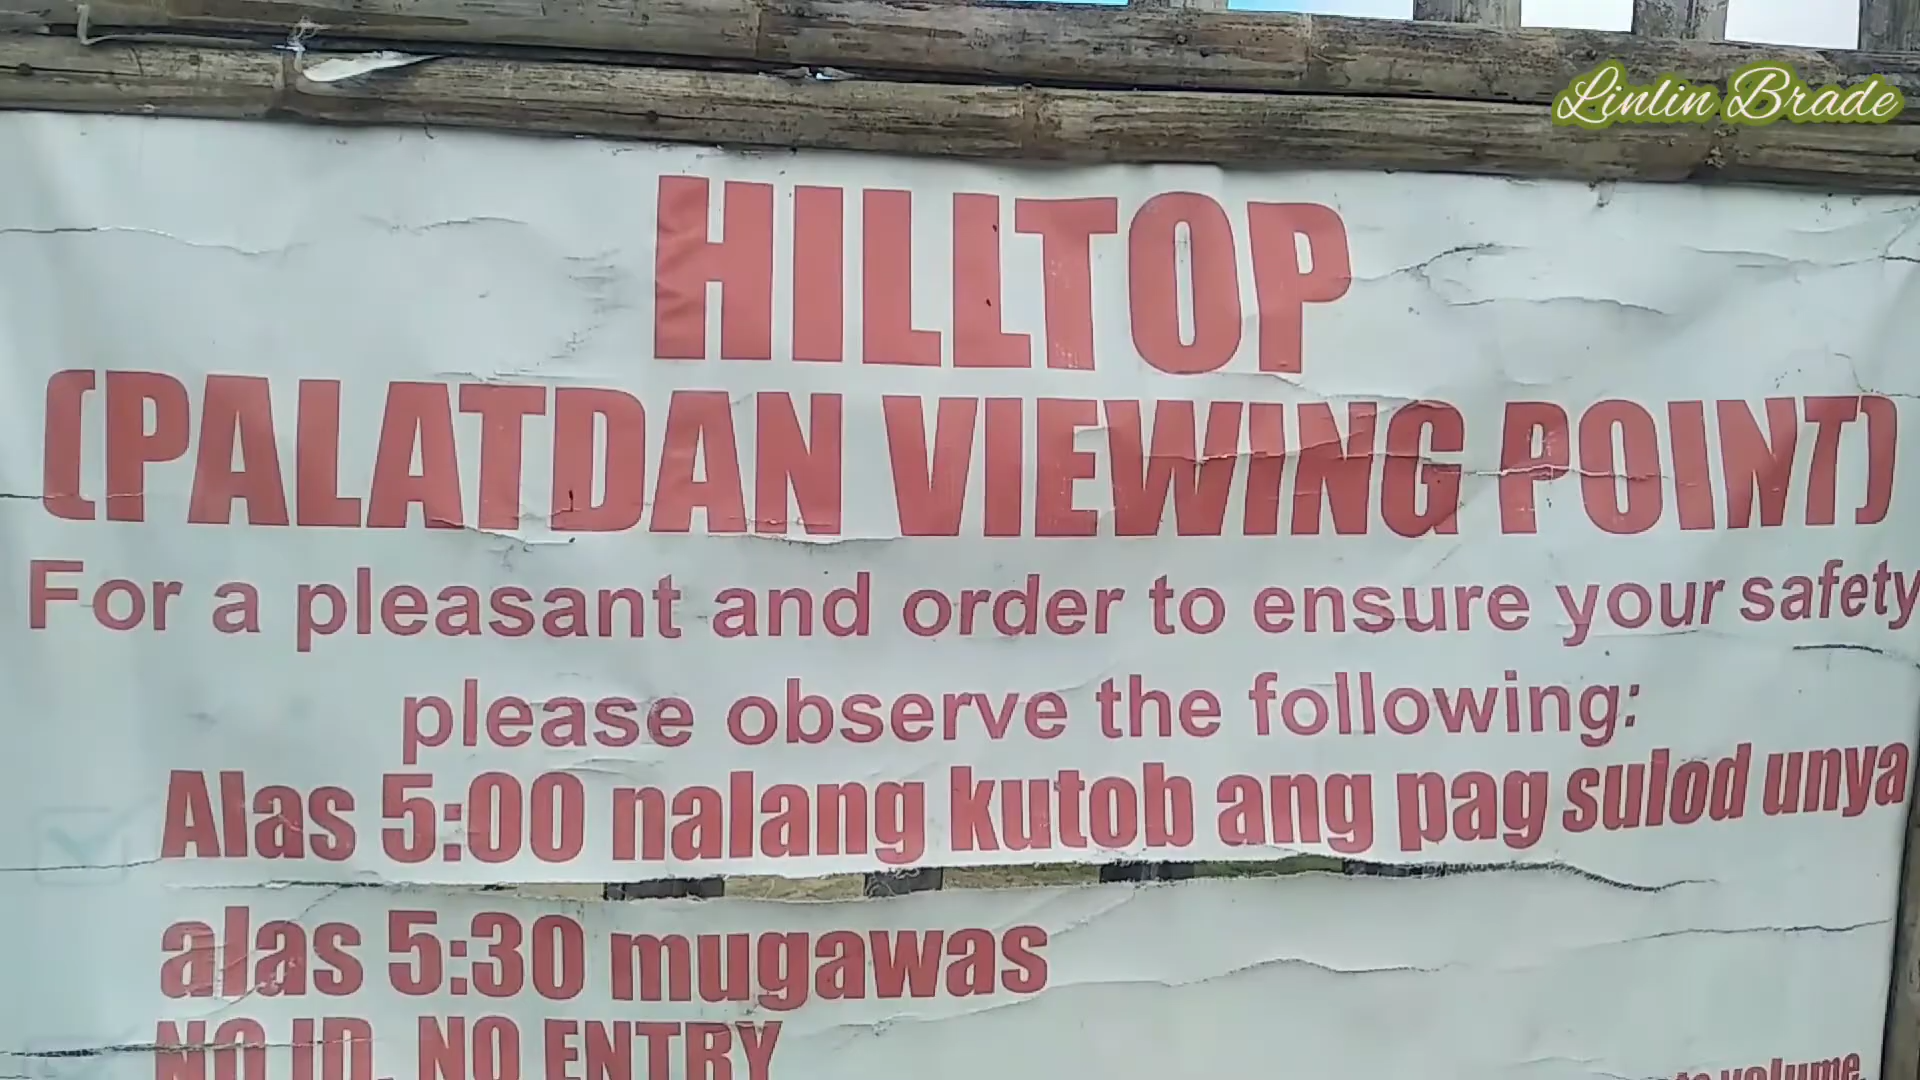 Linlin Brade
HILLTOP
(PALATDAN VIEWING POINT)
For a pleasant and order to ensure your safety
please observe the following:
Alas 5:00 nalang kutob ang pag sulod unya
alas 5:30 mugawas
NO ID, NO ENTRY
volume.